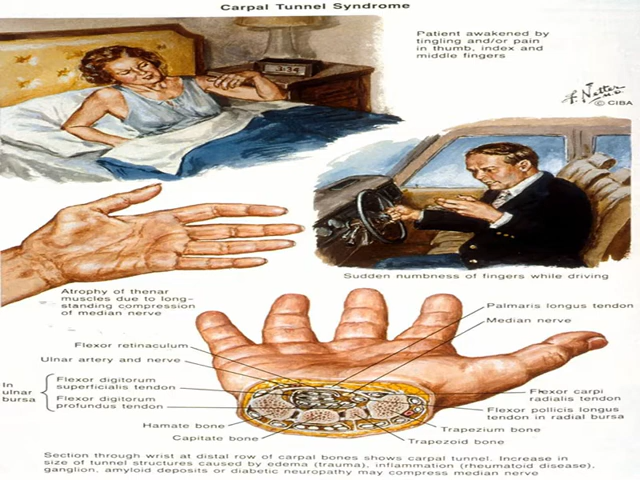 Carpal Tunnel Syndrome
Patient awakened by
tingling and/or pain
in thumb, index and
middle fingers
F. Netter
M.D.
© CIBA
Sudden numbness of fingers while driving
Atrophy of thenar
muscles due to long-
standing compression
of median nerve
Palmaris longus tendon
Median nerve
Flexor retinaculum
Ulnar artery and nerve
In
ulnar
bursa
Flexor digitorum
superficialis tendon
Flexor digitorum
profundus tendon
Hamate bone
Capitate bone
Flexor carpi
radialis tendon
Flexor pollicis longus
tendon in radial bursa
Trapezium bone
Trapezoid bone
Section through wrist at distal row of carpal bones shows carpal tunnel. Increase in
size of tunnel structures caused by edema (trauma), inflammation (rheumatoid disease),
ganglion, amyloid deposits or diabetic neuropathy may compress median nerve